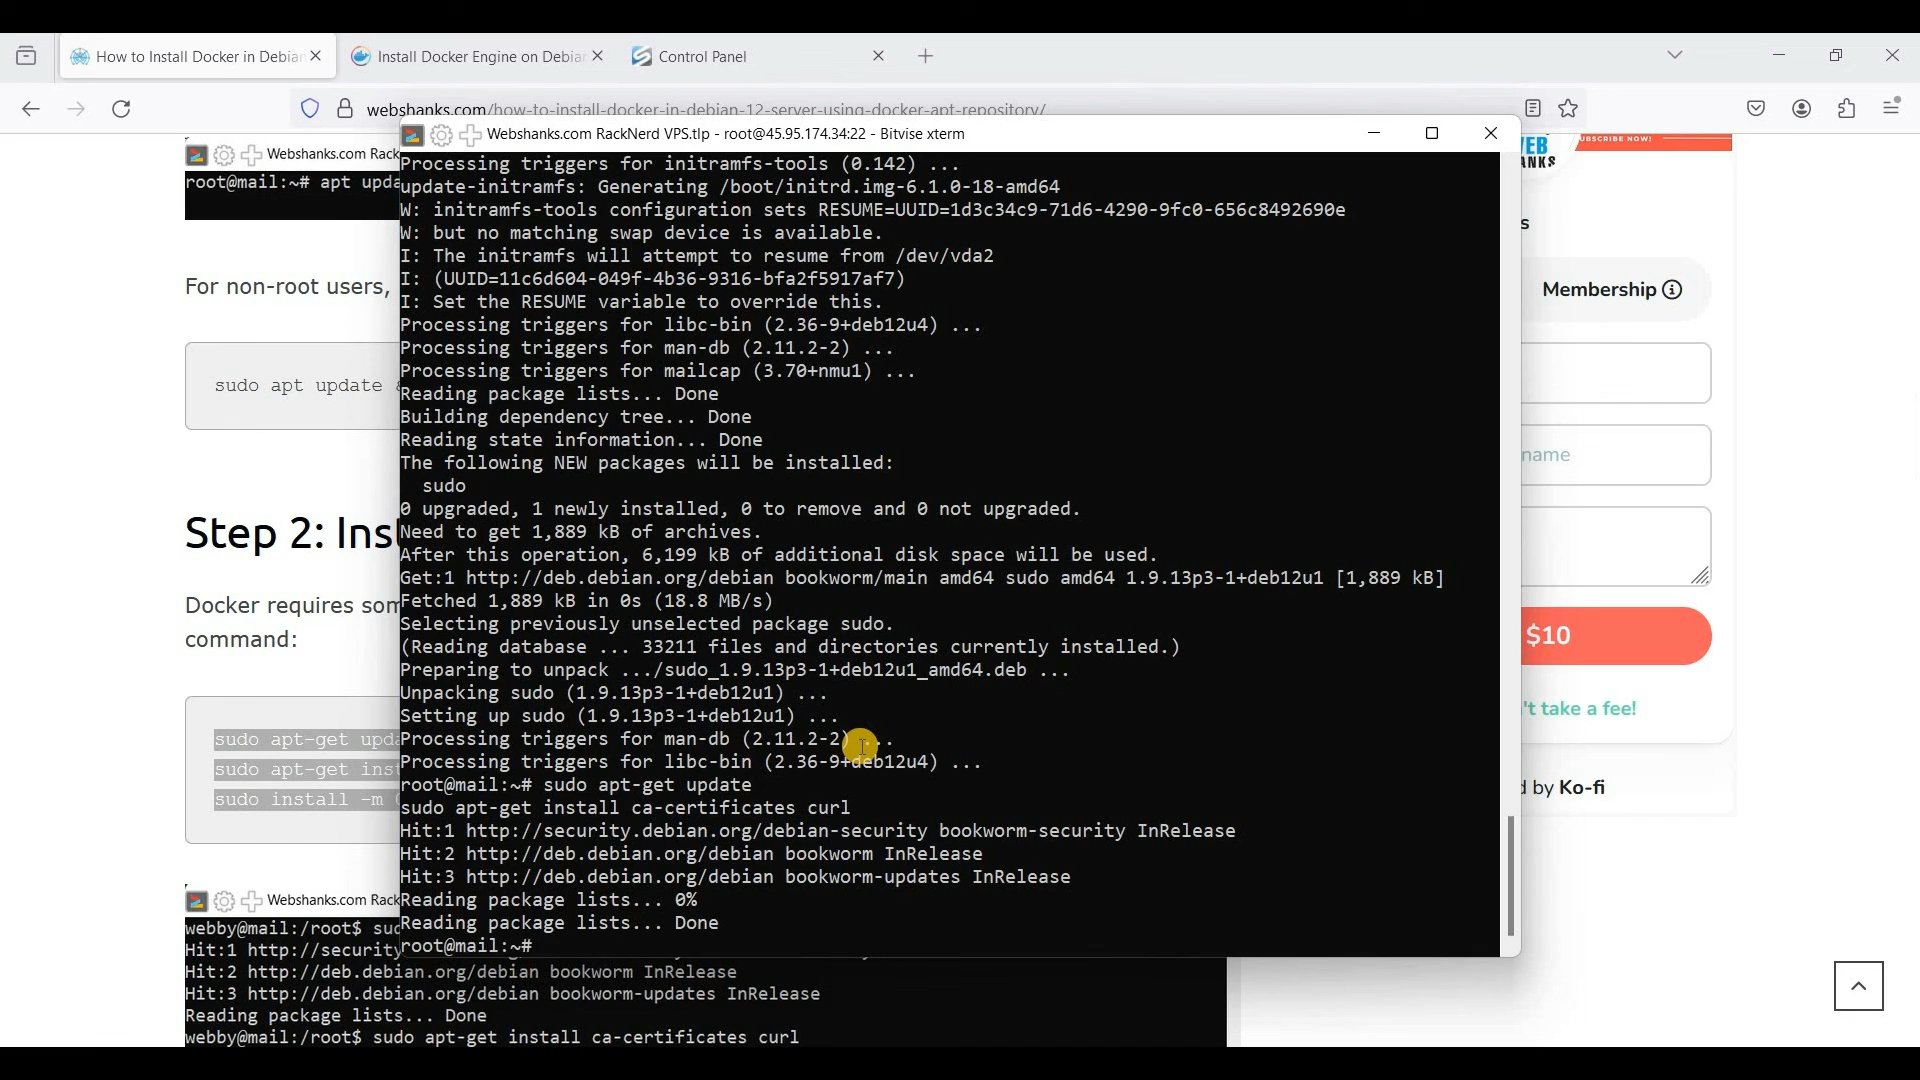 How to Install Docker in Debian
Install Docker Engine on Debian
Control Panel
webshanks.com/how-to-install-docker-in-debian-12-server-using-docker-apt-repository/
Webshanks.com RackNerd VPS.tlp - root@45.95.174.34:22 - Bitvise xterm
Webshanks.com Rack
root@mail:~# apt upda
For non-root users,
sudo apt update &
Step 2: Inst
Docker requires som
command:
sudo apt-get upda
sudo apt-get inst
sudo install -m 0
Processing triggers for initramfs-tools (0.142) ...
update-initramfs: Generating /boot/initrd.img-6.1.0-18-amd64
W: initramfs-tools configuration sets RESUME=UUID=1d3c34c9-71d6-4290-9fc0-656c8492690e
W: but no matching swap device is available.
I: The initramfs will attempt to resume from /dev/vda2
I: (UUID=11c6d604-049f-4b36-9316-bfa2f5917af7)
I: Set the RESUME variable to override this.
Processing triggers for libc-bin (2.36-9+deb12u4) ...
Processing triggers for man-db (2.11.2-2) ...
Processing triggers for mailcap (3.70+nmu1) ...
Reading package lists... Done
Building dependency tree... Done
Reading state information... Done
The following NEW packages will be installed:
sudo
0 upgraded, 1 newly installed, 0 to remove and 0 not upgraded.
Need to get 1,889 kB of archives.
After this operation, 6,199 kB of additional disk space will be used.
Get:1 http://deb.debian.org/debian bookworm/main amd64 sudo amd64 1.9.13p3-1+deb12u1 [1,889 kB]
Fetched 1,889 kB in 0s (18.8 MB/s)
Selecting previously unselected package sudo.
(Reading database ... 33211 files and directories currently installed.)
Preparing to unpack .../sudo_1.9.13p3-1+deb12u1_amd64.deb ...
Unpacking sudo (1.9.13p3-1+deb12u1) ...
Setting up sudo (1.9.13p3-1+deb12u1) ...
Processing triggers for man-db (2.11.2-2) ...
Processing triggers for libc-bin (2.36-9+deb12u4) ...
root@mail:~# sudo apt-get update
sudo apt-get install ca-certificates curl
Hit:1 http://security.debian.org/debian-security bookworm-security InRelease
Hit:2 http://deb.debian.org/debian bookworm InRelease
Hit:3 http://deb.debian.org/debian bookworm-updates InRelease
Reading package lists... 0%
Reading package lists... Done
root@mail:~#
Webshanks.com Rack
webby@mail:/root$ sud
Hit:1 http://security
Hit:2 http://deb.debian.org/debian bookworm InRelease
Hit:3 http://deb.debian.org/debian bookworm-updates InRelease
Reading package lists... Done
webby@mail:/root$ sudo apt-get install ca-certificates curl
SUBSCRIBE NOW!
WEB
ANKS
s
Membership
name
$10
't take a fee!
d by Ko-fi